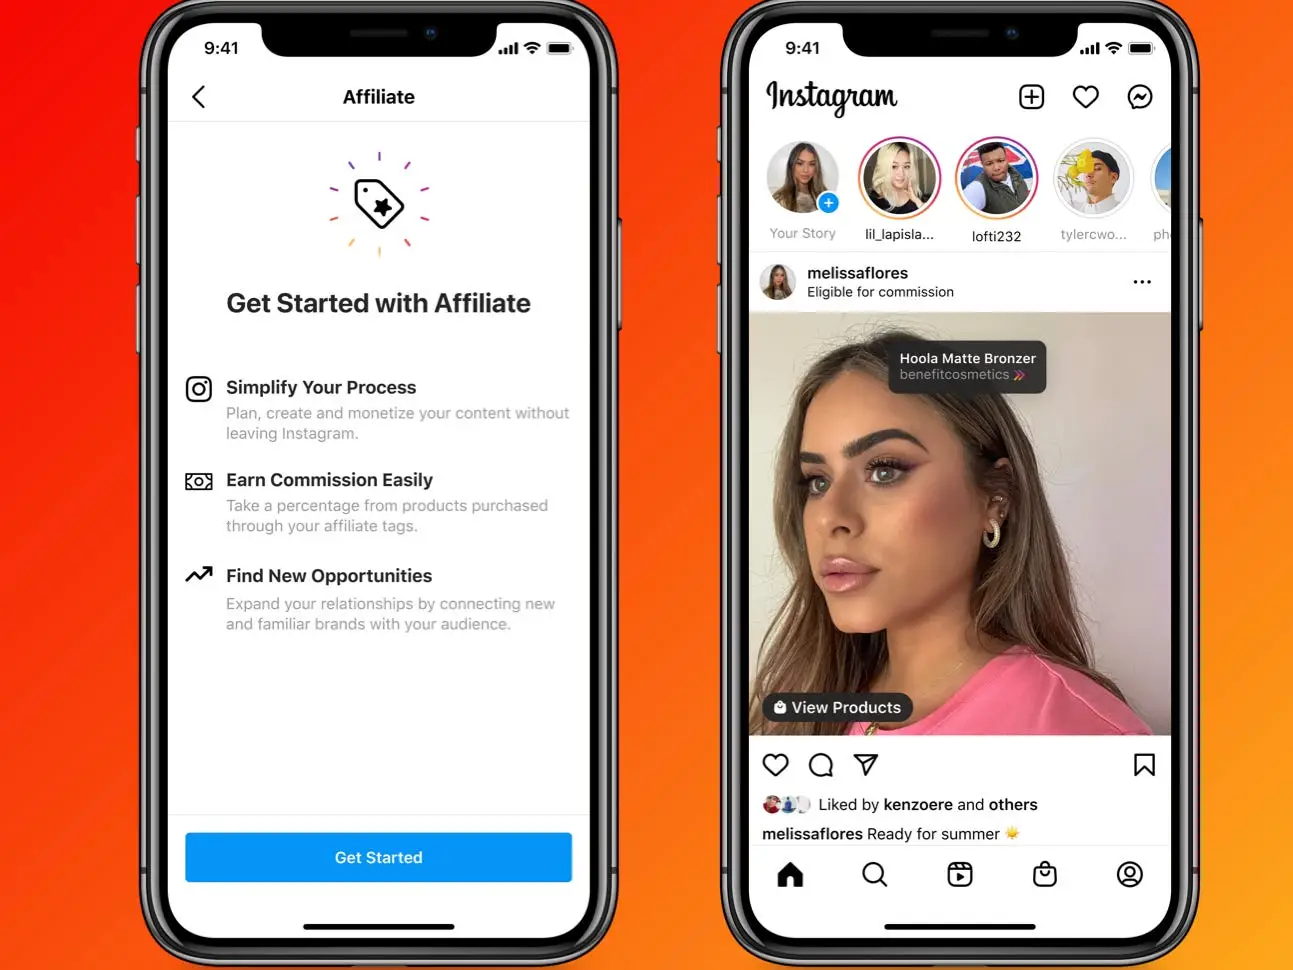 9:41
Affiliate
Get Started with Affiliate
Simplify Your Process
Plan, create and monetize your content without
leaving Instagram.
Earn Commission Easily
Take a percentage from products purchased
through your affiliate tags.
Find New Opportunities
Expand your relationships by connecting new
and familiar brands with your audience.
Get Started
9:41
Instagram
Your Story
lil_lapisla...
lofti232
tylercwo...
ph
melissaflores
Eligible for commission
Hoola Matte Bronzer
benefitcosmetics
View Products
Liked by kenzoere and others
melissaflores Ready for summer ☀️